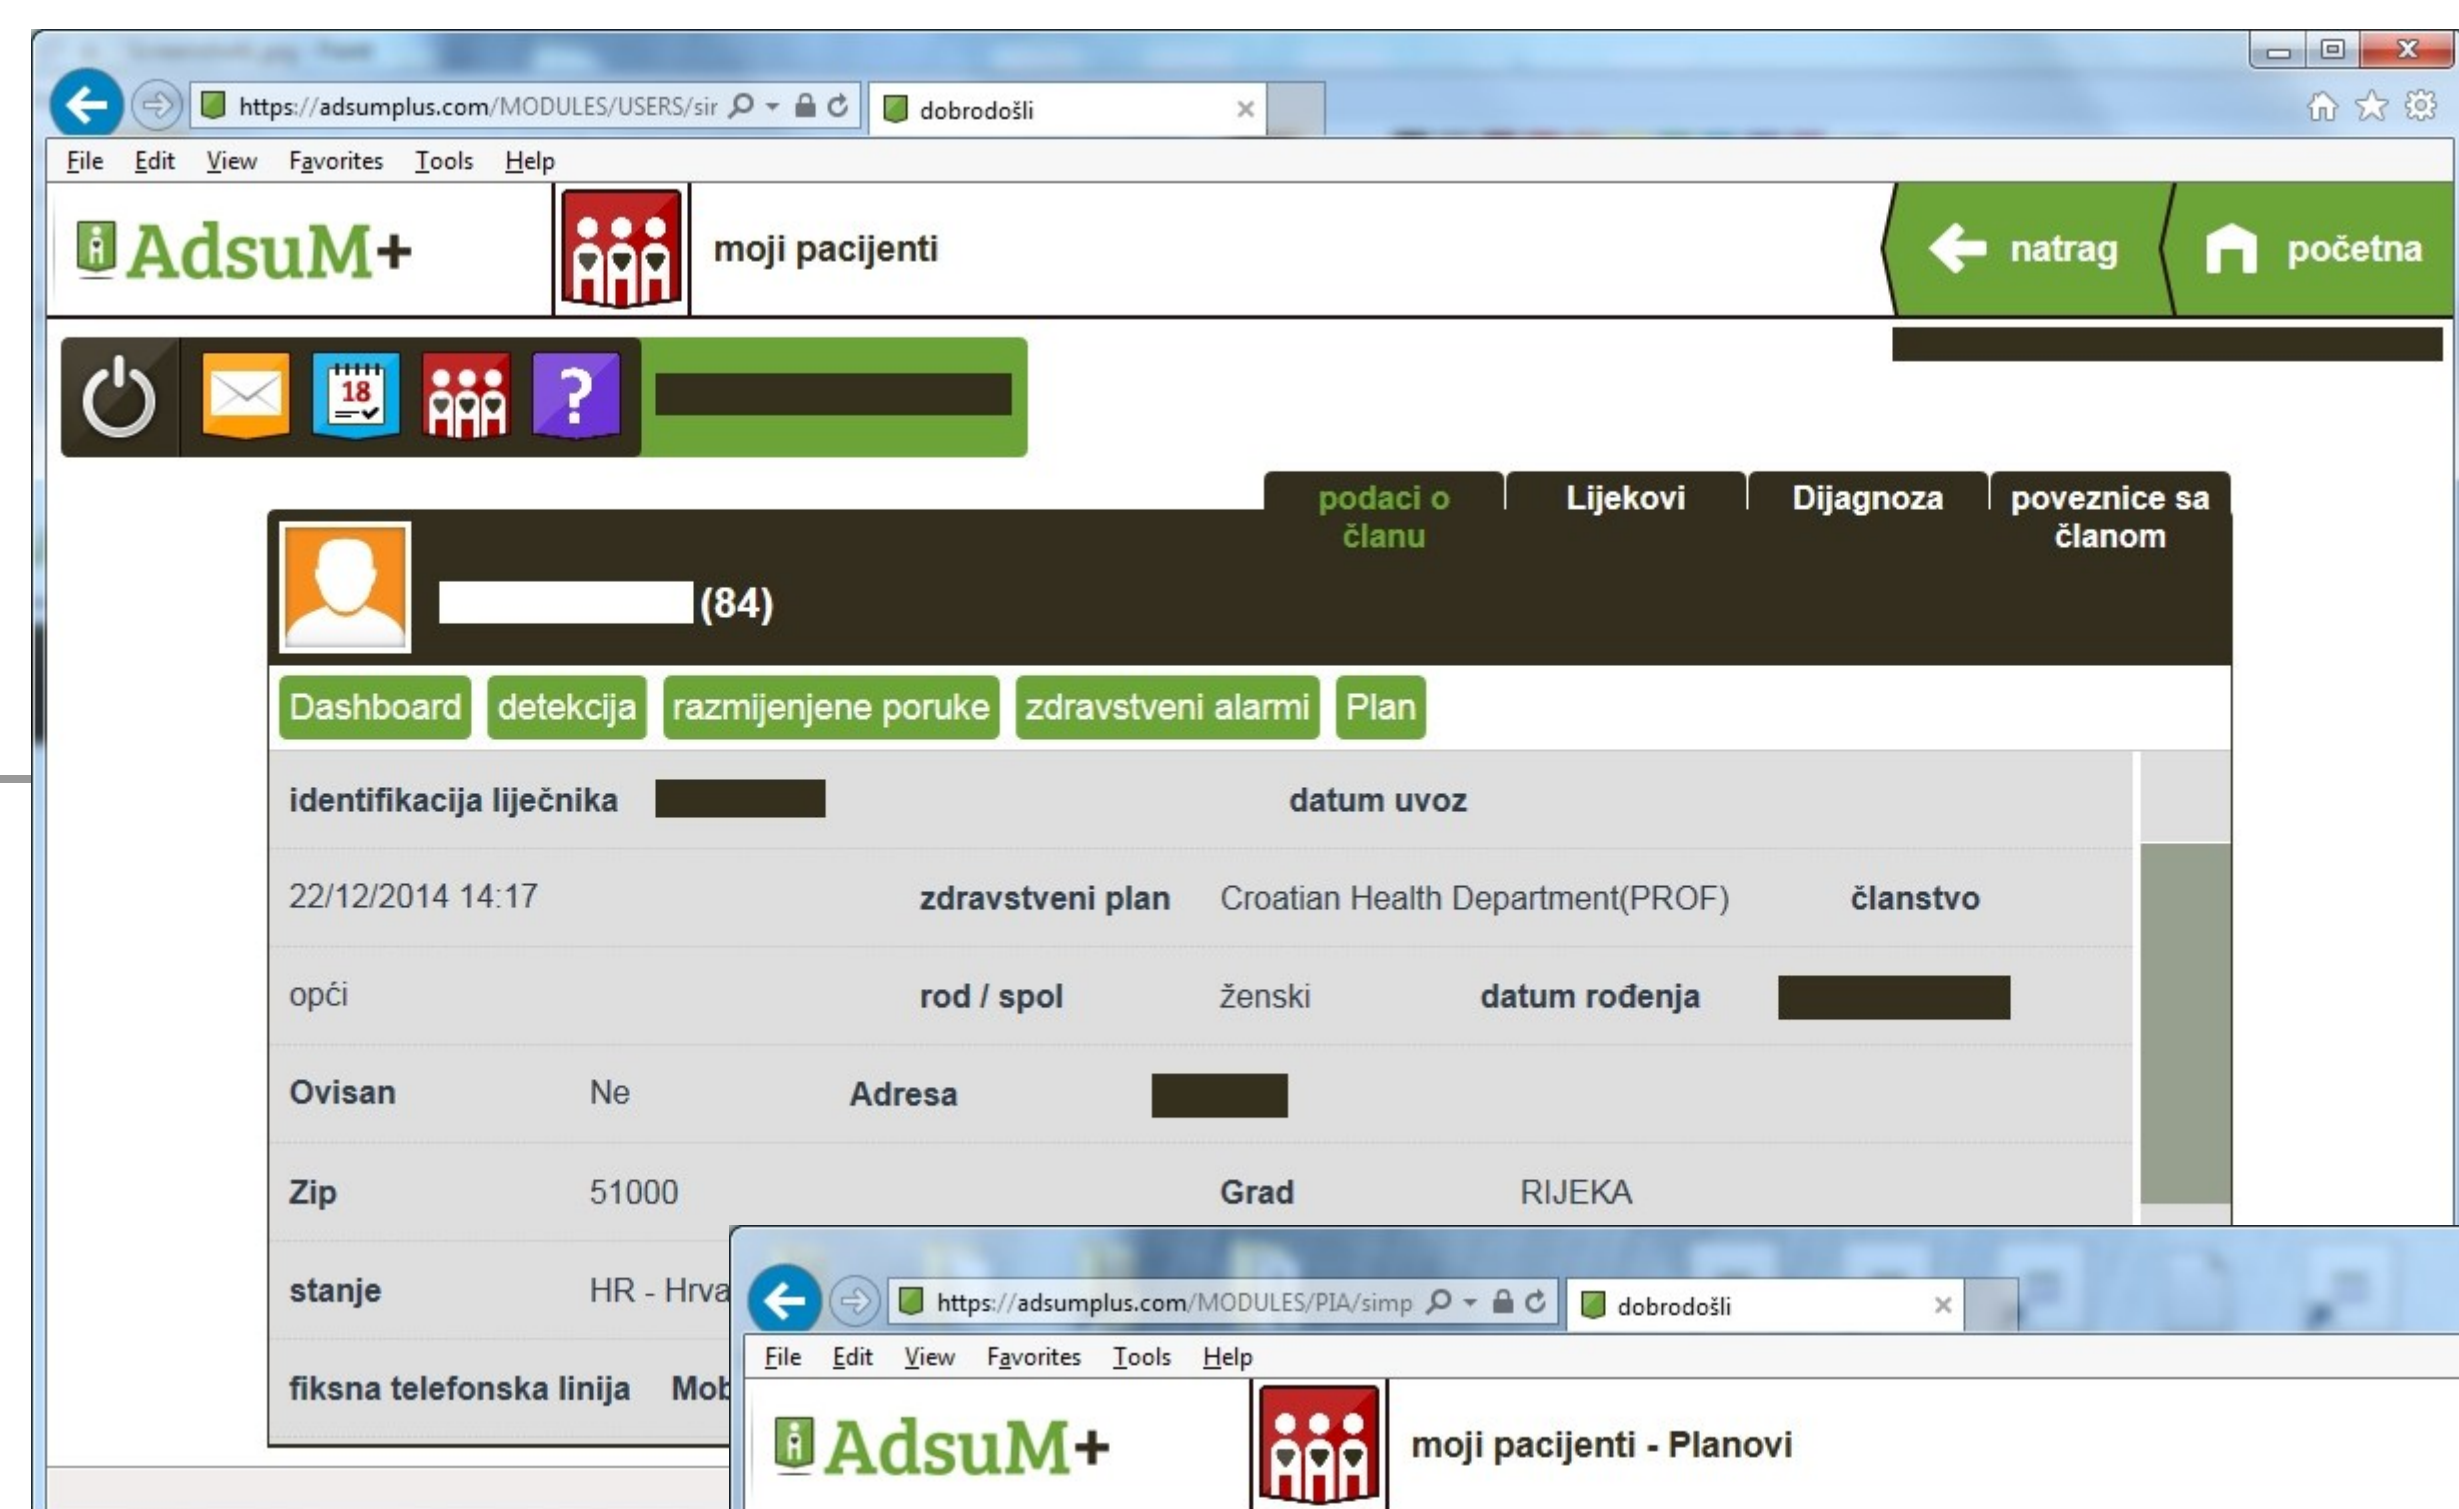 https://adsumplus.com/MODULES/USERS/sir
dobrodošli
File Edit View Favorites Tools Help
AdsuM+ moji pacijenti natrag početna
18 ?
podaci o članu Lijekovi Dijagnoza poveznice sa članom
(84)
Dashboard detekcija razmijenjene poruke zdravstveni alarmi Plan
identifikacija liječnika datum uvoz
22/12/2014 14:17 zdravstveni plan Croatian Health Department(PROF) članstvo
opći rod / spol ženski datum rođenja
Ovisan Ne Adresa
Zip 51000 Grad RIJEKA
stanje HR - Hrva
fiksna telefonska linija Mob
https://adsumplus.com/MODULES/PIA/simp
dobrodošli
File Edit View Favorites Tools Help
AdsuM+ moji pacijenti - Planovi